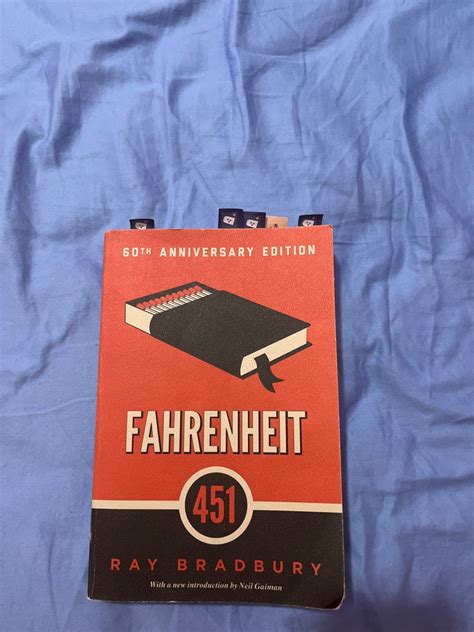 60TH ANNIVERSARY EDITION
FAHRENHEIT
451
RAY BRADBURY
With a new introduction by Neil Gaiman